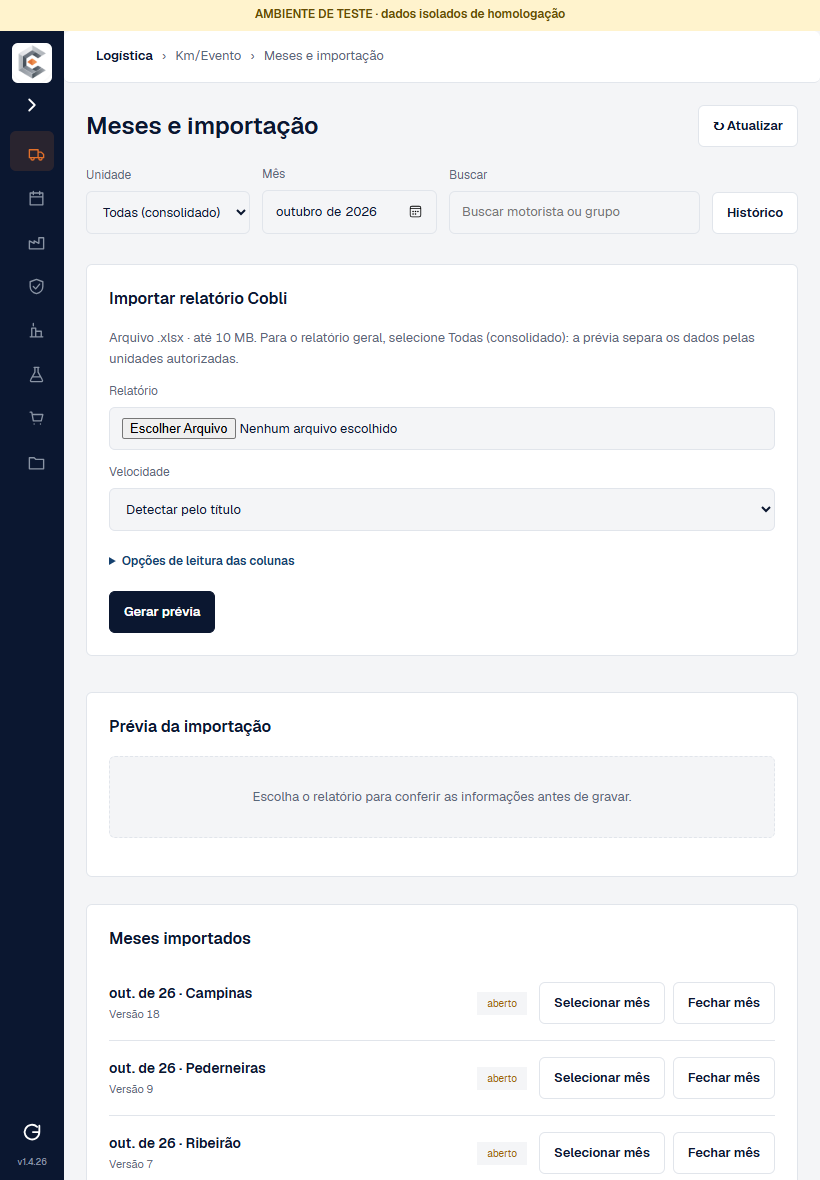 AMBIENTE DE TESTE · dados isolados de homologação
Logística › Km/Evento › Meses e importação
Meses e importação
↻ Atualizar
Unidade
Mês
Buscar
Todas (consolidado)
outubro de 2026
Buscar motorista ou grupo
Histórico
Importar relatório Cobli
Arquivo .xlsx · até 10 MB. Para o relatório geral, selecione Todas (consolidado): a prévia separa os dados pelas
unidades autorizadas.
Relatório
Escolher Arquivo Nenhum arquivo escolhido
Velocidade
Detectar pelo título
Opções de leitura das colunas
Gerar prévia
Prévia da importação
Escolha o relatório para conferir as informações antes de gravar.
Meses importados
out. de 26 · Campinas
Versão 18
aberto
Selecionar mês
Fechar mês
out. de 26 · Pederneiras
Versão 9
aberto
Selecionar mês
Fechar mês
out. de 26 · Ribeirão
Versão 7
aberto
Selecionar mês
Fechar mês
v1.4.26